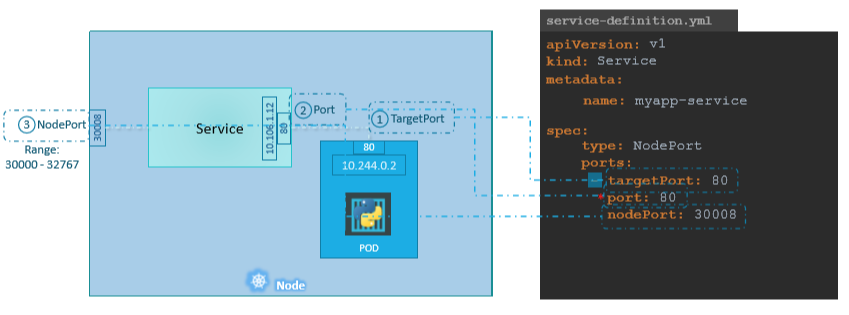 service-definition.yml
apiVersion: v1
kind: Service
metadata:
name: myapp-service
spec:
type: NodePort
ports:
- targetPort: 80
* port: 80
nodePort: 30008
3 NodePort
Range:
30000 - 32767
30008
Service
10.106.1.12
80
2 Port
1 TargetPort
80
10.244.0.2
POD
Node